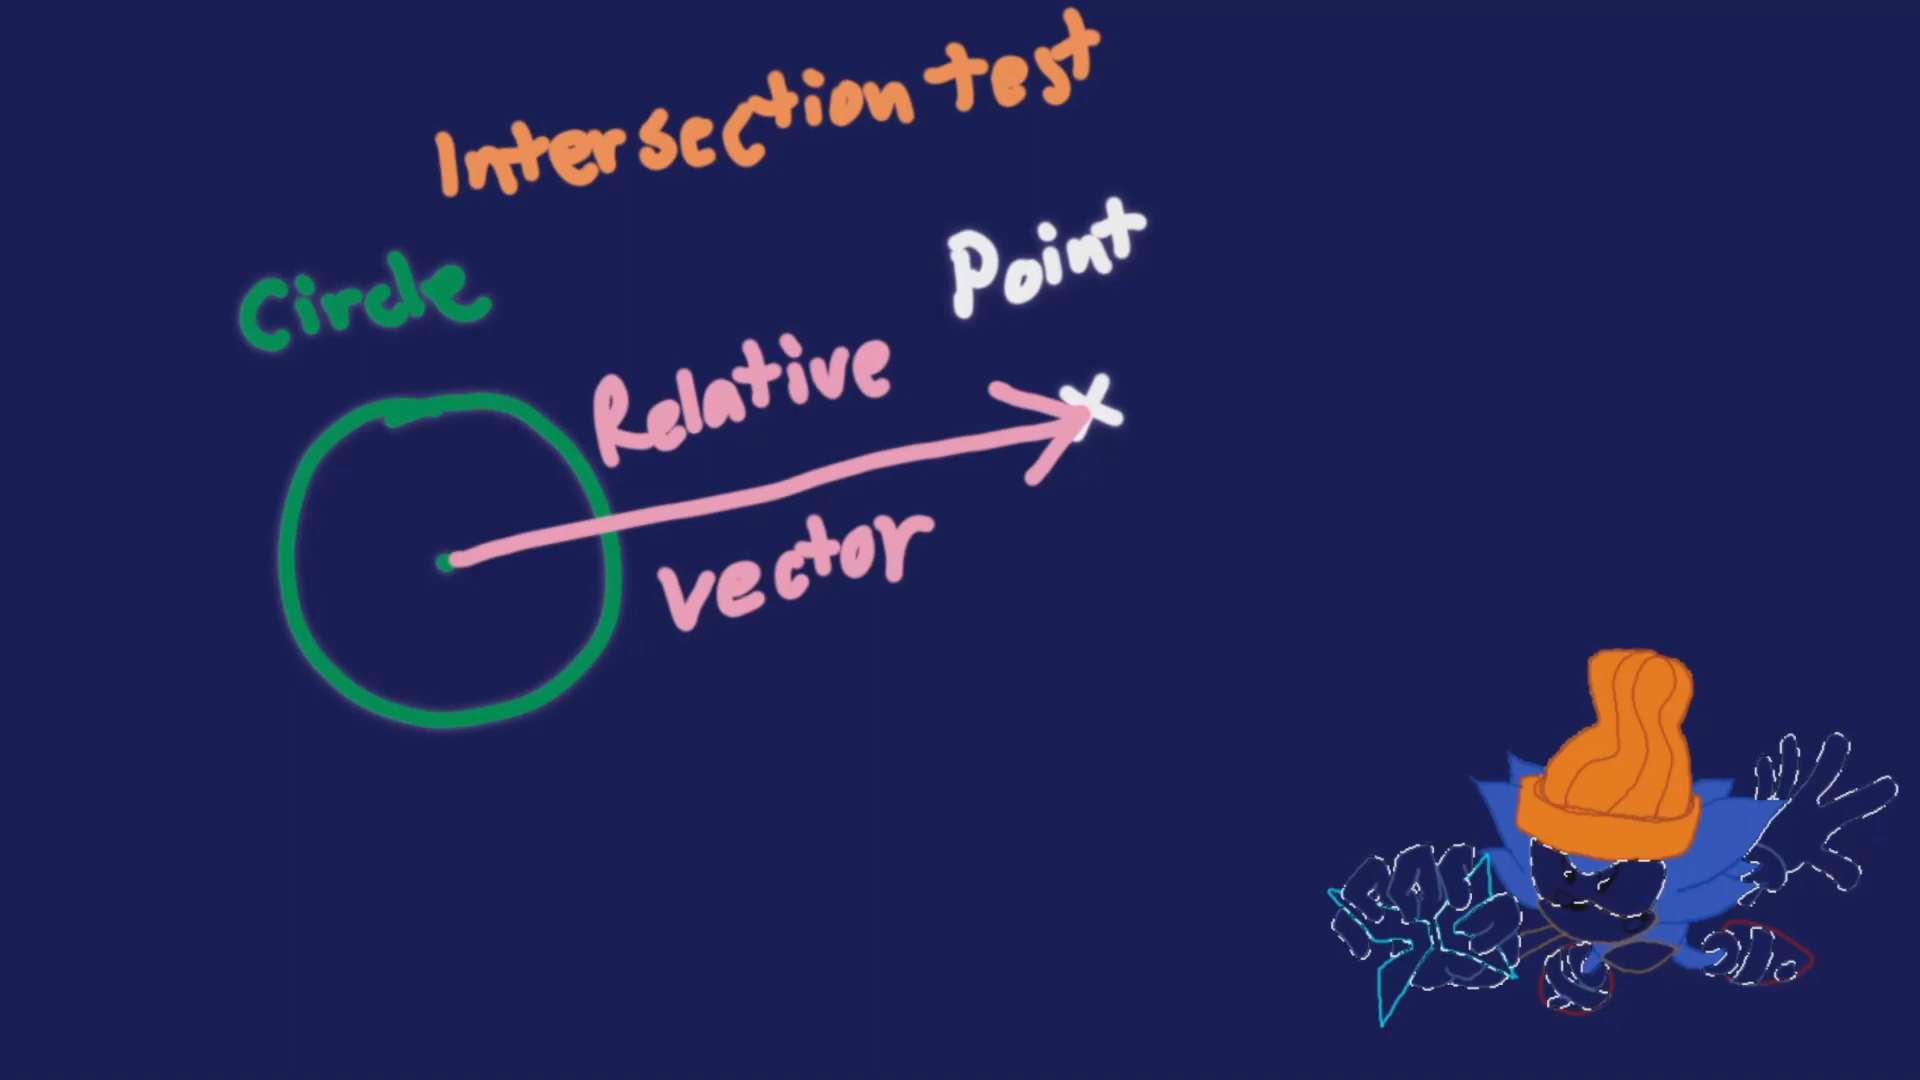 Intersection test
Circle
Point
Relative
vector